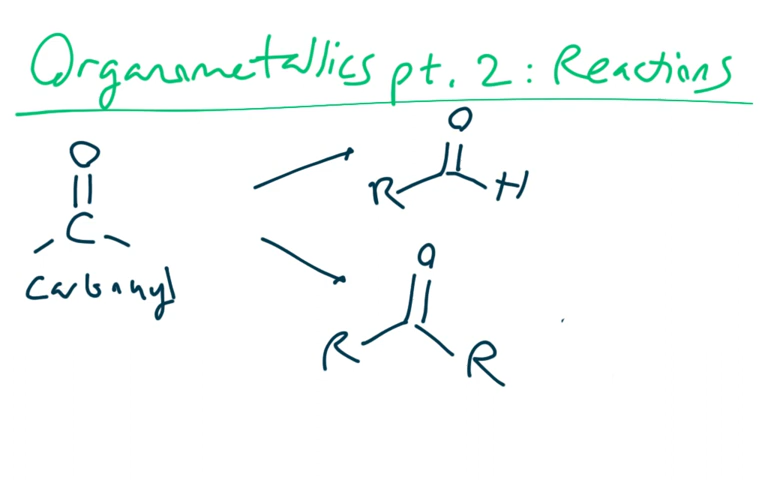 Organometallics pt. 2: Reactions
O
C
Carbonyl
O
R H
O
R R